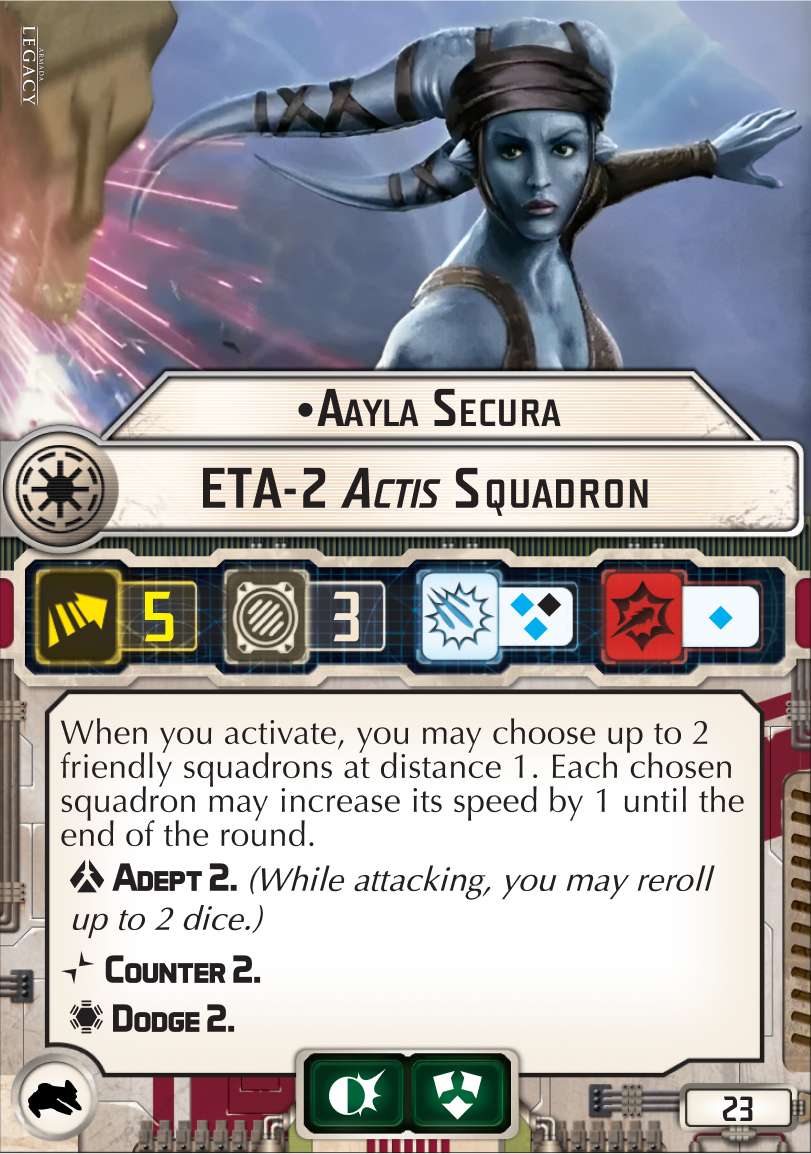 ARMADA
LEGACY
•Aayla Secura
ETA-2 Actis Squadron
5
3
When you activate, you may choose up to 2
friendly squadrons at distance 1. Each chosen
squadron may increase its speed by 1 until the
end of the round.
Adept 2. (While attacking, you may reroll
up to 2 dice.)
Counter 2.
Dodge 2.
23